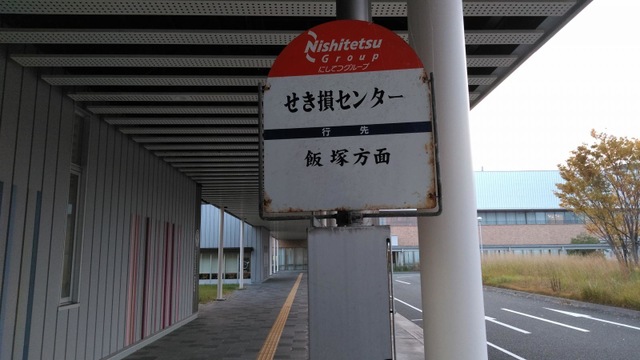 Nishitetsu
Group
にしてつグループ
せき損センター
行先
飯塚方面